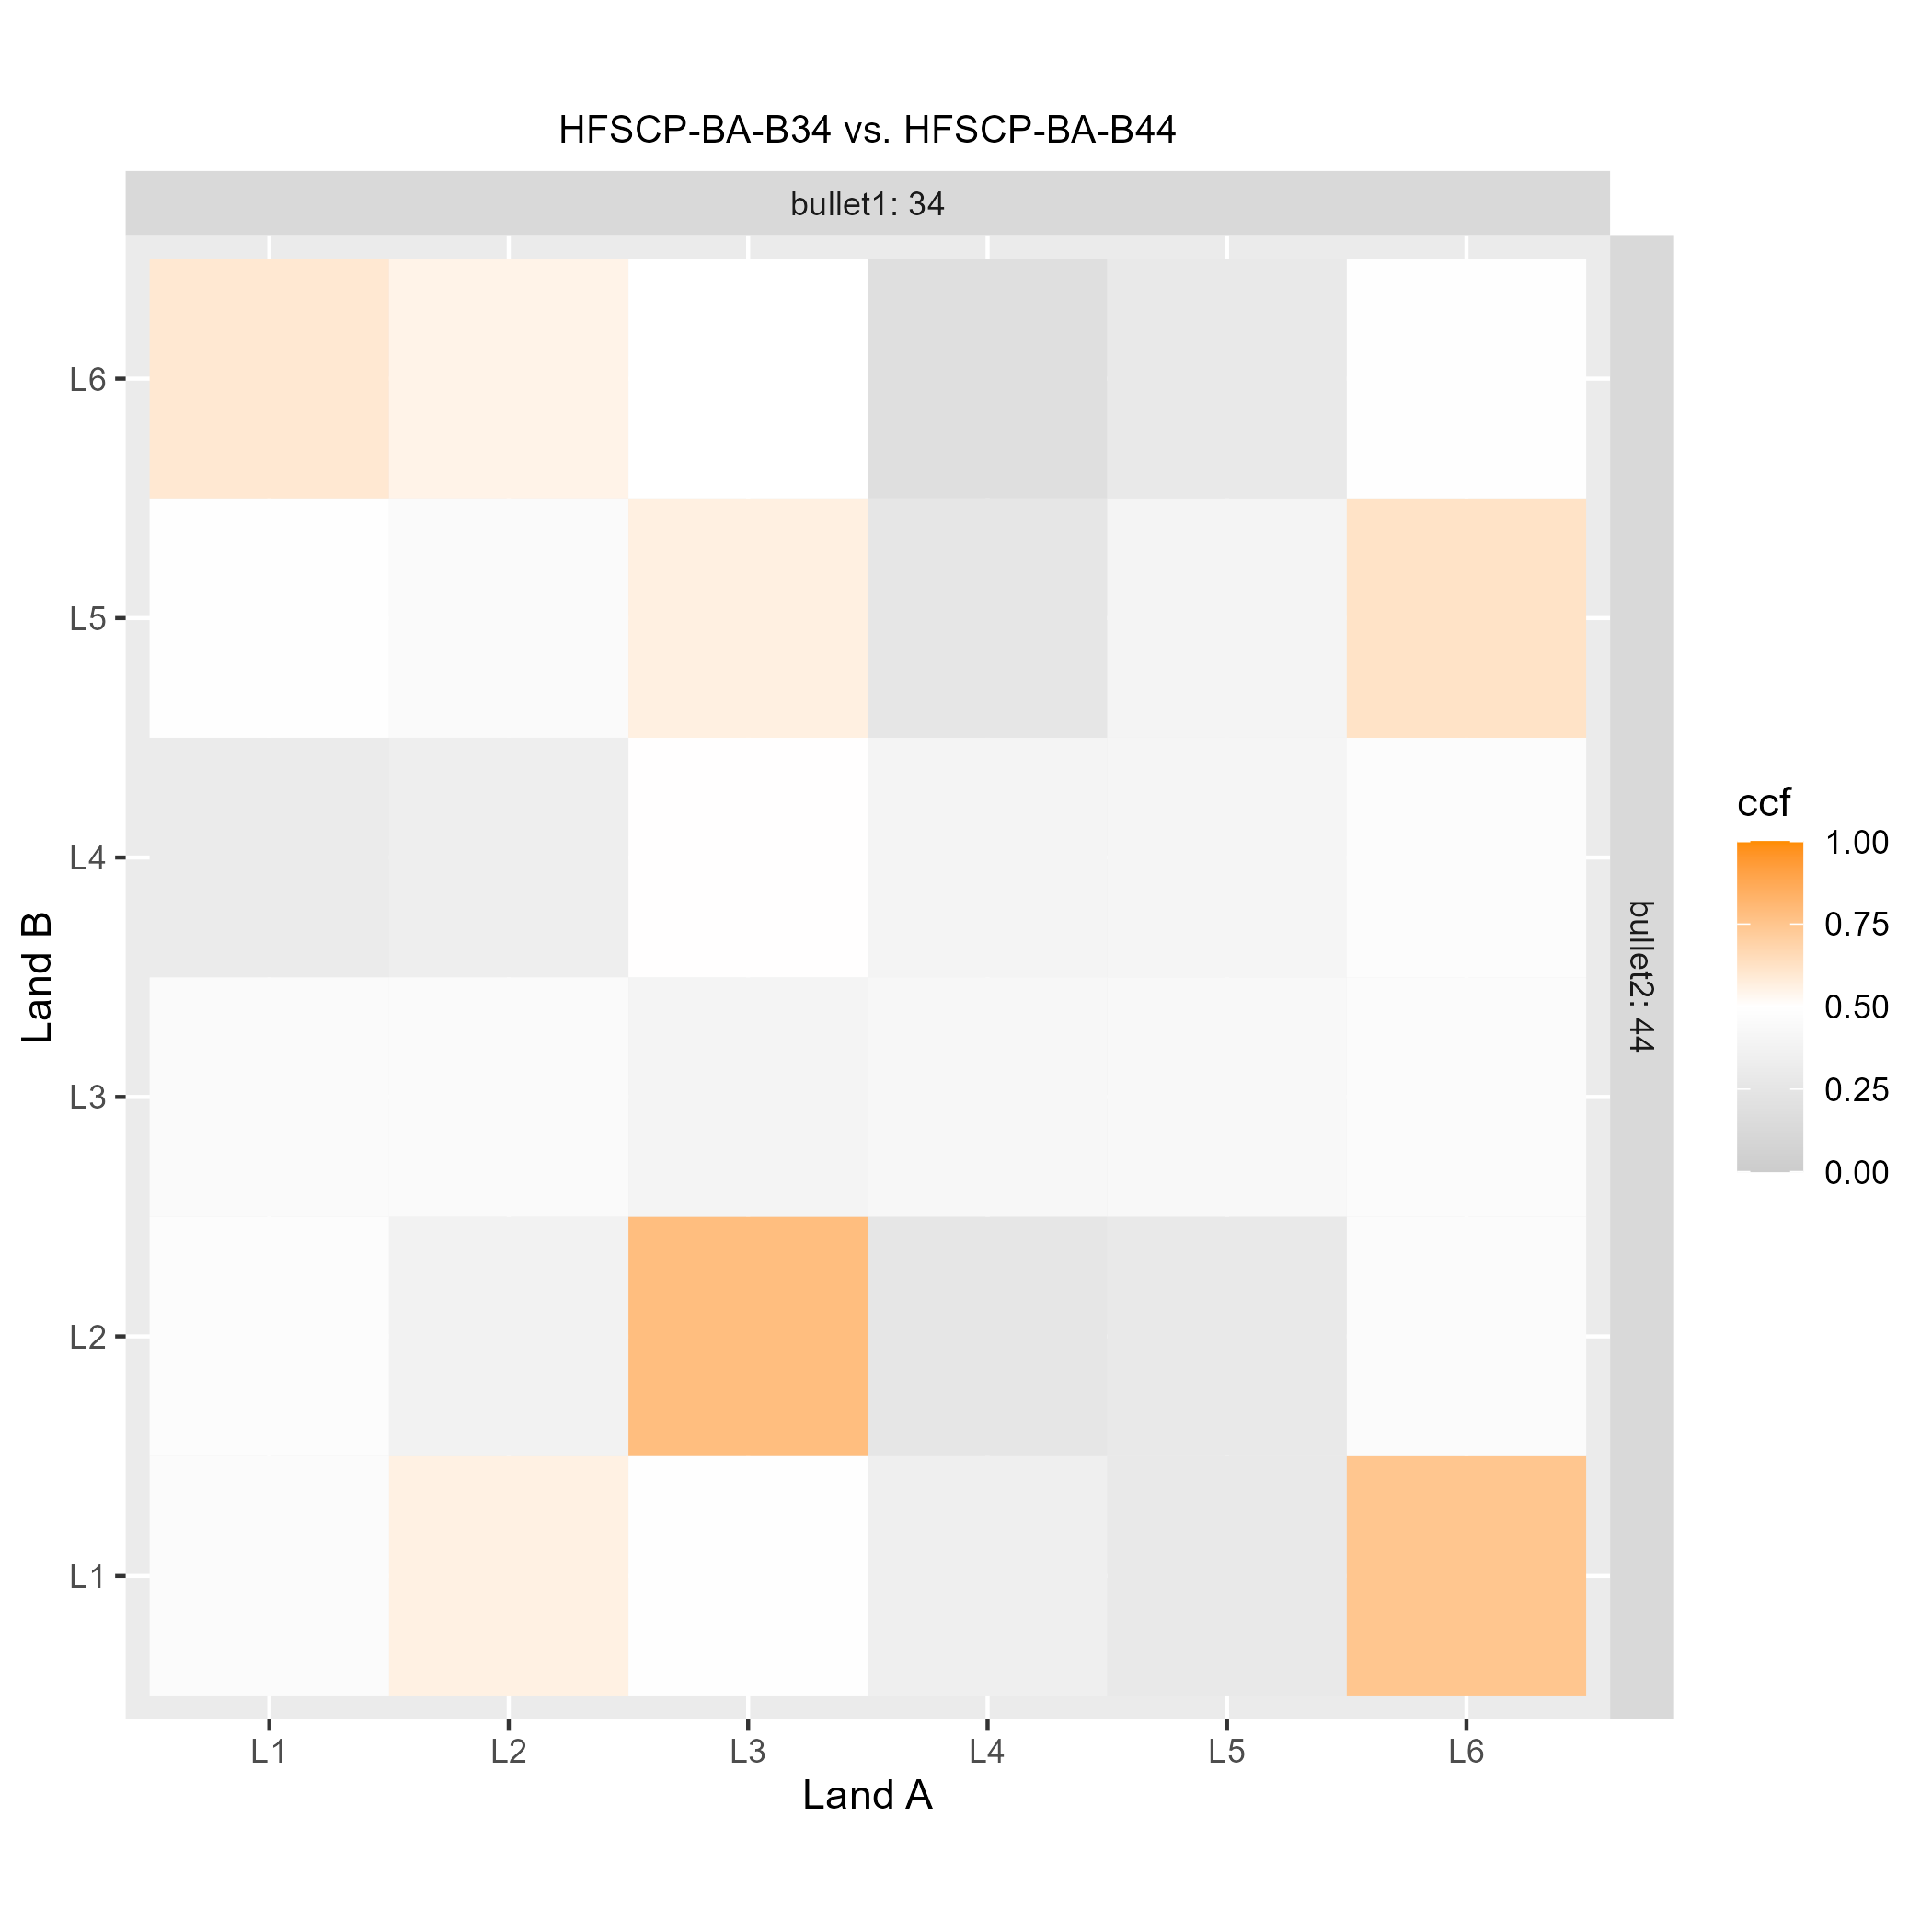 HFSCP-BA-B34 vs. HFSCP-BA-B44
bullet1: 34
L6
L5
L4
L3
L2
L1
Land B
L1 L2 L3 L4 L5 L6
Land A
bullet2: 44
ccf
1.00
0.75
0.50
0.25
0.00